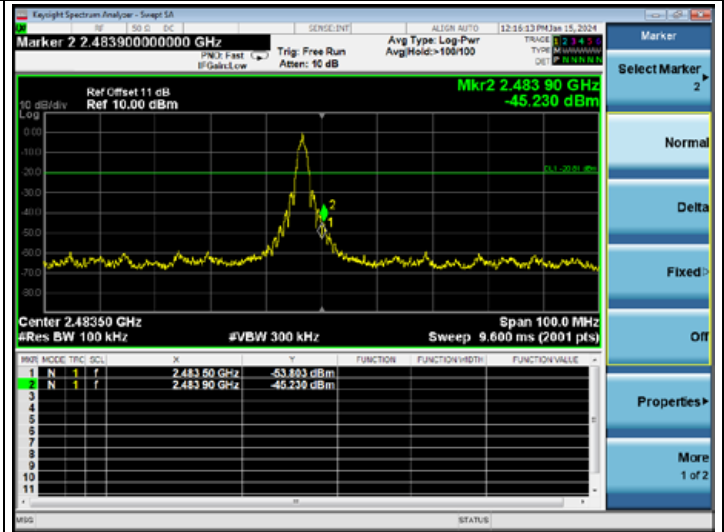 Keysight Spectrum Analyzer - Swept SA
RF 50 Ω DC SENSE:INT ALIGN AUTO 12:16:13 PM Jan 15, 2024
Marker 2 2.483900000000 GHz
PNO: Fast Trig: Free Run
IFGain:Low Atten: 10 dB
Avg Type: Log-Pwr
Avg|Hold:>100/100
TRACE 1 2 3 4 5 6
TYPE M WWWWW
DET P N N N N N
Ref Offset 11 dB
10 dB/div Ref 10.00 dBm
Mkr2 2.483 90 GHz
-45.230 dBm
Log
0.00
-10.0
-20.0
-30.0
-40.0
-50.0
-60.0
-70.0
-80.0
2
1
Center 2.48350 GHz Span 100.0 MHz
#Res BW 100 kHz #VBW 300 kHz Sweep 9.600 ms (2001 pts)
MKR MODE TRC SCL X Y FUNCTION FUNCTION WIDTH FUNCTION VALUE
1 N 1 f 2.483 50 GHz -53.803 dBm
2 N 1 f 2.483 90 GHz -45.230 dBm
3
4
5
6
7
8
9
10
11
MSG STATUS
Marker
Select Marker
2
Normal
Delta
Fixed
Off
Properties
More
1 of 2